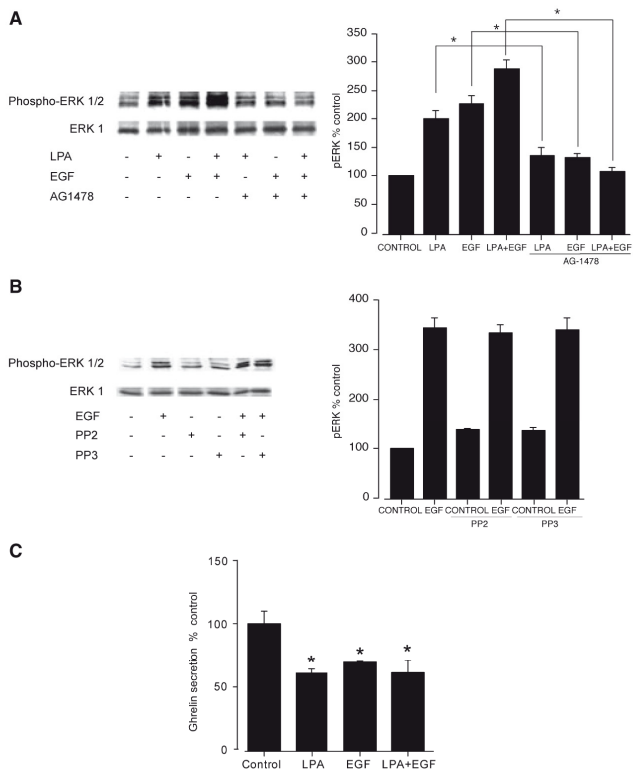 A
Phospho-ERK 1/2
ERK 1
LPA - + - + + - +
EGF - - + + - + +
AG1478 - - - - + + +
pERK % control
350
300
250
200
150
100
50
0
* * *
CONTROL LPA EGF LPA+EGF LPA EGF LPA+EGF
AG-1478
B
Phospho-ERK 1/2
ERK 1
EGF - + - - + +
PP2 - - + - + -
PP3 - - - + - +
pERK % control
400
300
200
100
0
CONTROL EGF CONTROL EGF CONTROL EGF
PP2 PP3
C
Ghrelin secretion % control
150
100
50
0
* * *
Control LPA EGF LPA+EGF